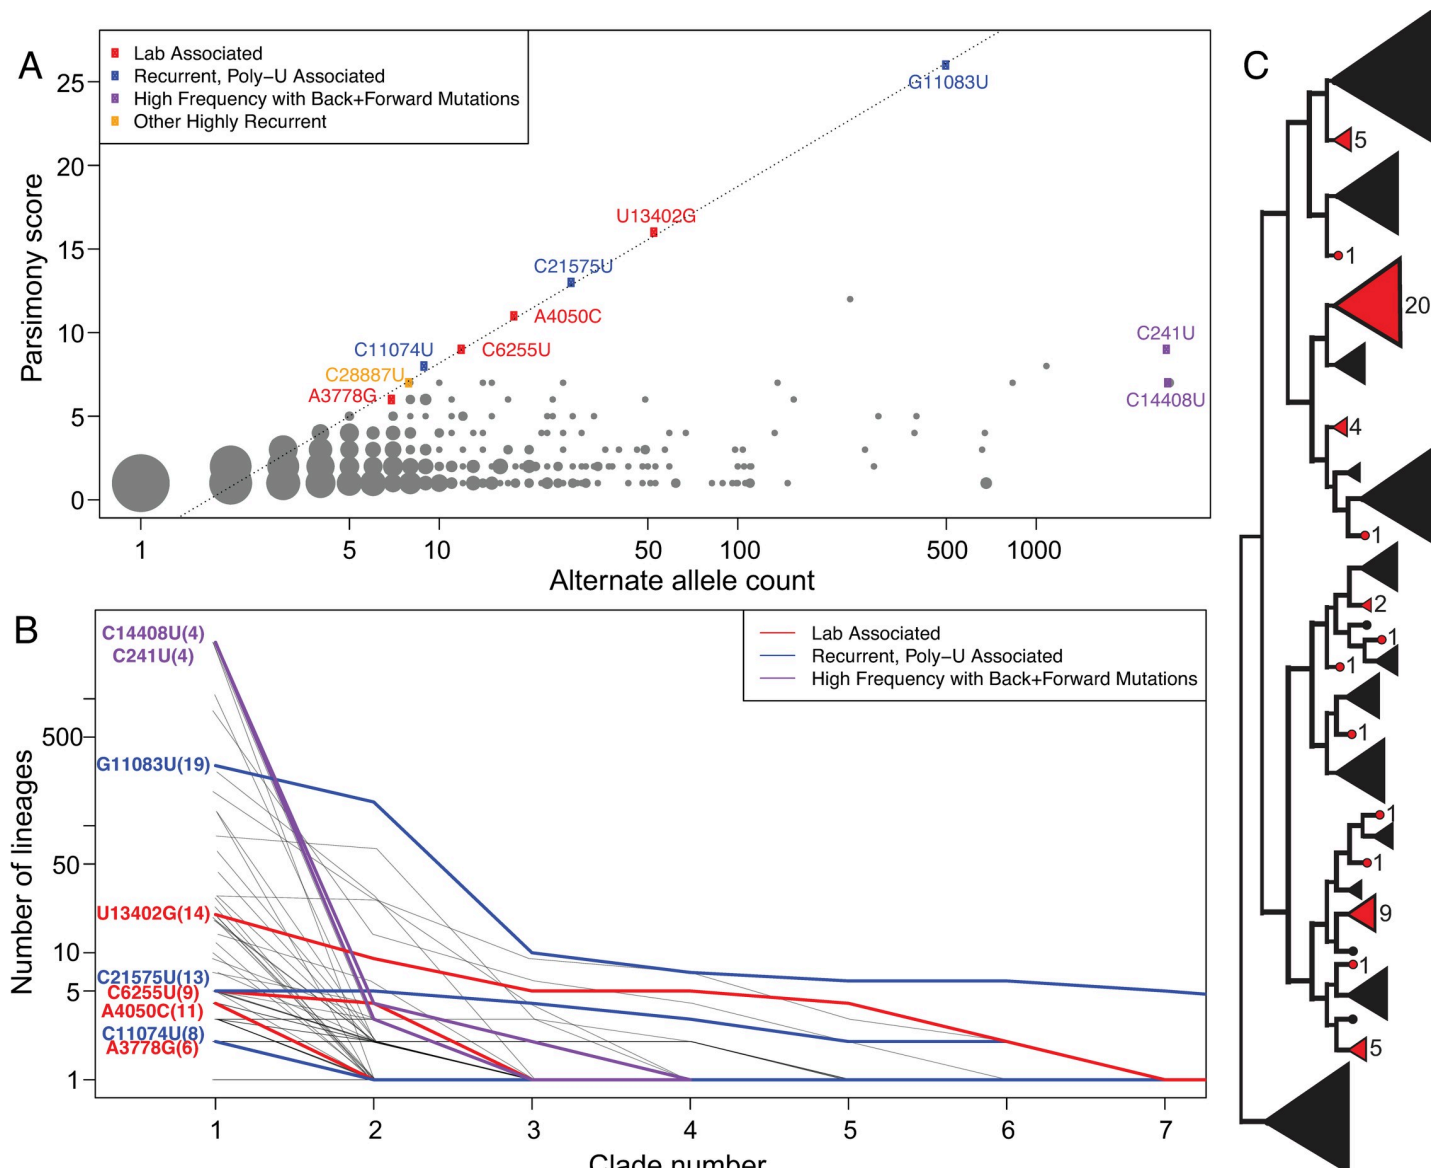 A
Lab Associated
Recurrent, Poly−U Associated
High Frequency with Back+Forward Mutations
Other Highly Recurrent
Parsimony score
25
20
15
10
5
0
G11083U
U13402G
C21575U
A4050C
C11074U
C6255U
C28887U
A3778G
C241U
C14408U
1
5
10
50
100
500
1000
Alternate allele count
B
Lab Associated
Recurrent, Poly−U Associated
High Frequency with Back+Forward Mutations
Number of lineages
500
50
10
5
1
C14408U(4)
C241U(4)
G11083U(19)
U13402G(14)
C21575U(13)
C6255U(9)
A4050C(11)
C11074U(8)
A3778G(6)
1
2
3
4
5
6
7
Clade number
C
5
1
20
4
1
2
1
1
1
1
1
9
1
5